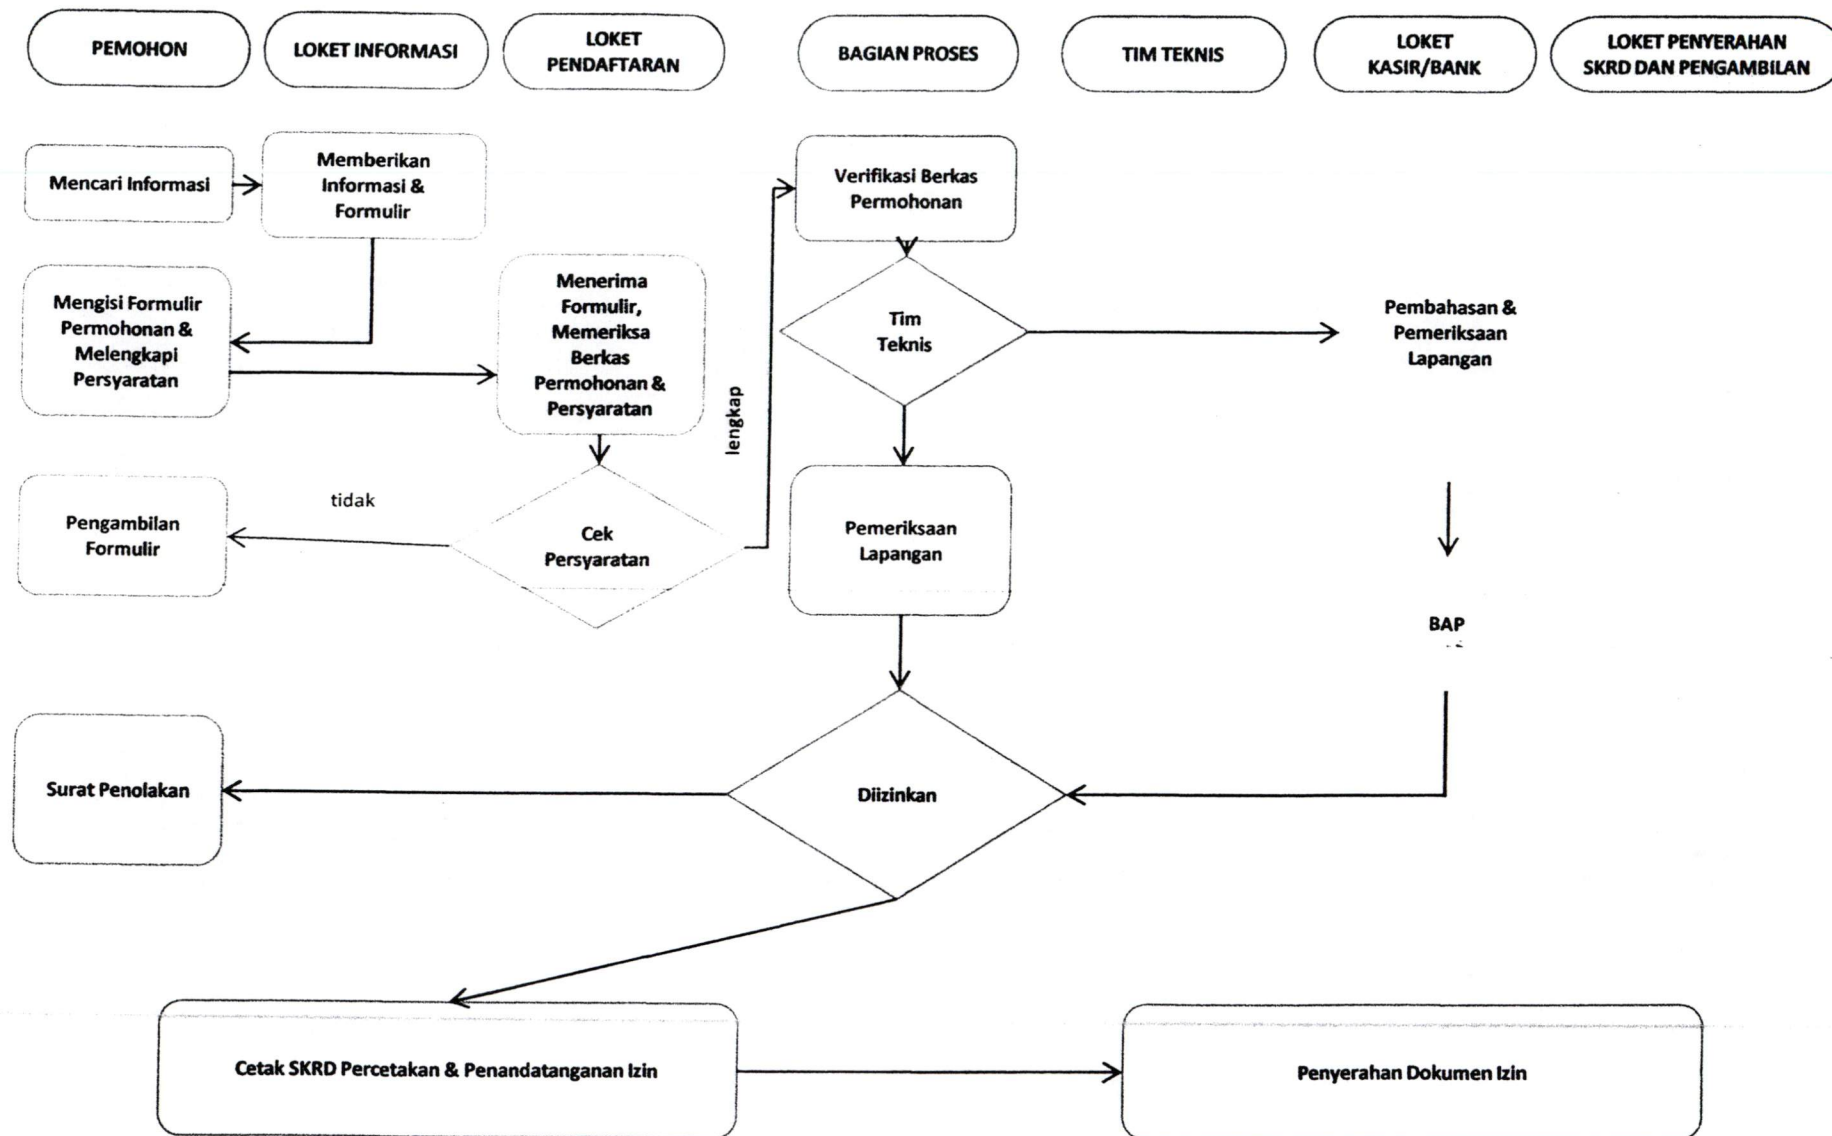 PEMOHON
LOKET INFORMASI
LOKET
PENDAFTARAN
BAGIAN PROSES
TIM TEKNIS
LOKET
KASIR/BANK
LOKET PENYERAHAN
SKRD DAN PENGAMBILAN
Mencari Informasi
Memberikan
Informasi &
Formulir
Verifikasi Berkas
Permohonan
Mengisi Formulir
Permohonan &
Melengkapi
Persyaratan
Menerima
Formulir,
Memeriksa
Berkas
Permohonan &
Persyaratan
lengkap
Tim
Teknis
Pembahasan &
Pemeriksaan
Lapangan
Pengambilan
Formulir
tidak
Cek
Persyaratan
Pemeriksaan
Lapangan
BAP
Surat Penolakan
Diizinkan
Cetak SKRD Percetakan & Penandatanganan Izin
Penyerahan Dokumen Izin